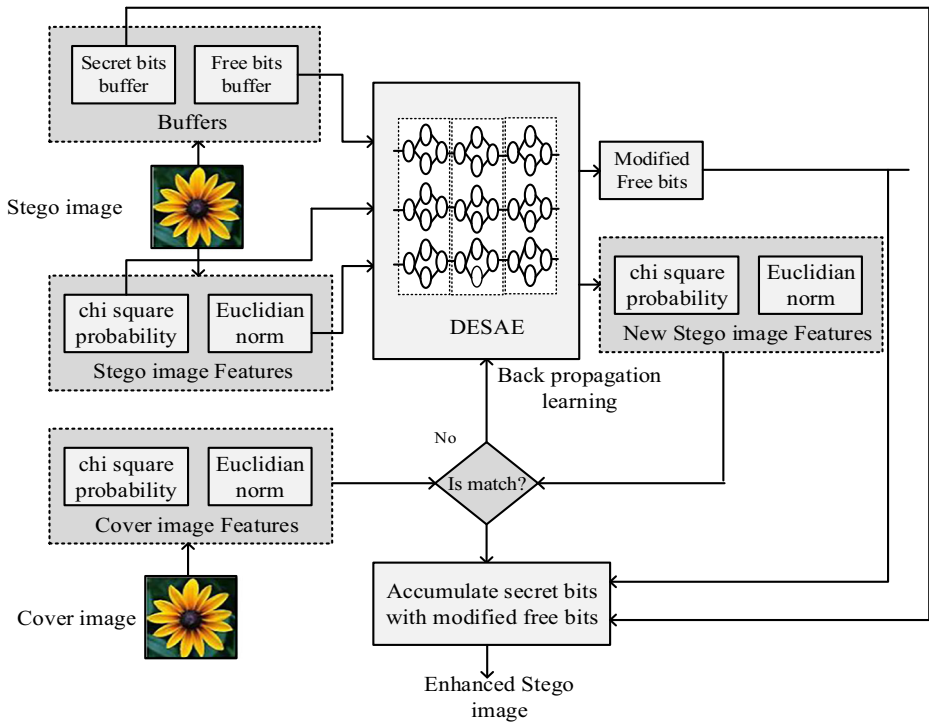 Secret bits
buffer
Free bits
buffer
Buffers
Stego image
chi square
probability
Euclidian
norm
Stego image Features
DESAE
Modified
Free bits
chi square
probability
Euclidian
norm
New Stego image Features
Back propagation
learning
No
Is match?
chi square
probability
Euclidian
norm
Cover image Features
Cover image
Accumulate secret bits
with modified free bits
Enhanced Stego
image